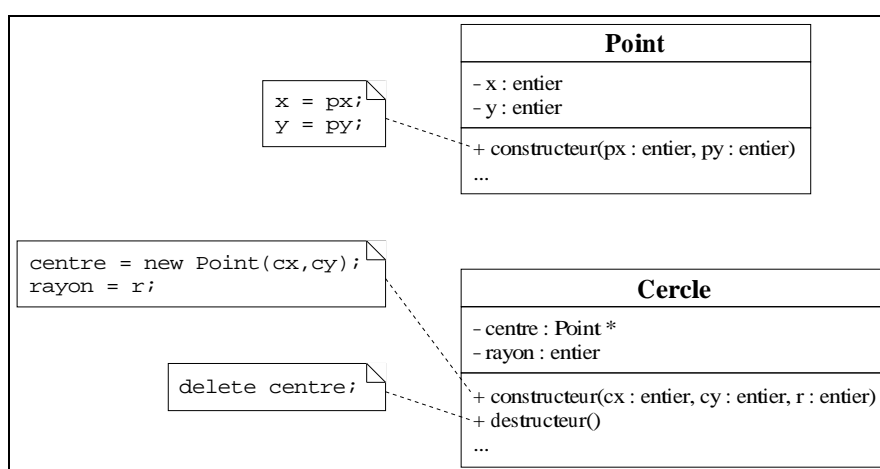 Point
- x : entier
- y : entier
x = px;
y = py;
+ constructeur(px : entier, py : entier)
...
centre = new Point(cx,cy);
rayon = r;
Cercle
- centre : Point *
- rayon : entier
delete centre;
+ constructeur(cx : entier, cy : entier, r : entier)
+ destructeur()
...